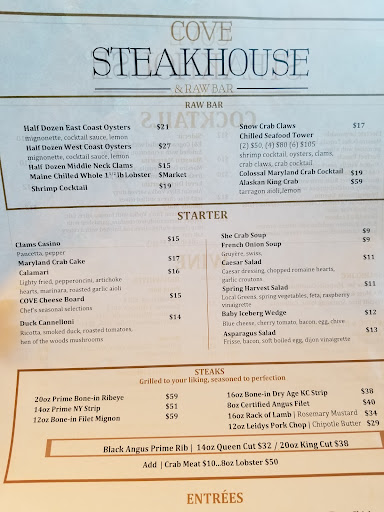 COVE
STEAKHOUSE
& RAW BAR
RAW BAR
Half Dozen East Coast Oysters $21
mignonette, cocktail sauce, lemon
Half Dozen West Coast Oysters $27
mignonette, cocktail sauce, lemon
Half Dozen Middle Neck Clams $15
Maine Chilled Whole 1 1/4 lb Lobster $Market
Shrimp Cocktail $19
Snow Crab Claws $17
Chilled Seafood Tower
(2) $50, (4) $80 (6) $105
shrimp cocktail, oysters, clams,
crab claws, crab cocktail
Colossal Maryland Crab Cocktail $19
Alaskan King Crab $59
tarragon aioli, lemon
STARTER
Clams Casino $15
Pancetta, pepper
Maryland Crab Cake $17
Calamari $16
Lighty fried, pepperoncini, artichoke
hearts, marinara, roasted garlic aioli
COVE Cheese Board $15
Chef's seasonal selections
Duck Cannelloni $14
Ricotta, smoked duck, roasted tomatoes,
hen of the woods mushrooms
She Crab Soup $9
French Onion Soup $9
Gruyere, swiss,
Caesar Salad $11
Caesar dressing, chopped romaine hearts,
garlic croutons
Spring Harvest Salad $11
Local Greens, spring vegetables, feta, raspberry
vinaigrette
Baby Iceberg Wedge $12
Blue cheese, cherry tomato, bacon, egg, chive
Asparagus Salad $13
Frisee, bacon, soft boiled egg, dijon vinaigrette
STEAKS
Grilled to your liking, seasoned to perfection
20oz Prime Bone-in Ribeye $59
14oz Prime NY Strip $51
12oz Bone-in Filet Mignon $59
16oz Bone-in Dry Age KC Strip $38
8oz Certified Angus Filet $40
16oz Rack of Lamb | Rosemary Mustard $34
12oz Leidys Pork Chop | Chipotle Butter $29
Black Angus Prime Rib | 14oz Queen Cut $32 / 20oz King Cut $38
Add | Crab Meat $10...8oz Lobster $50
ENTRÉES